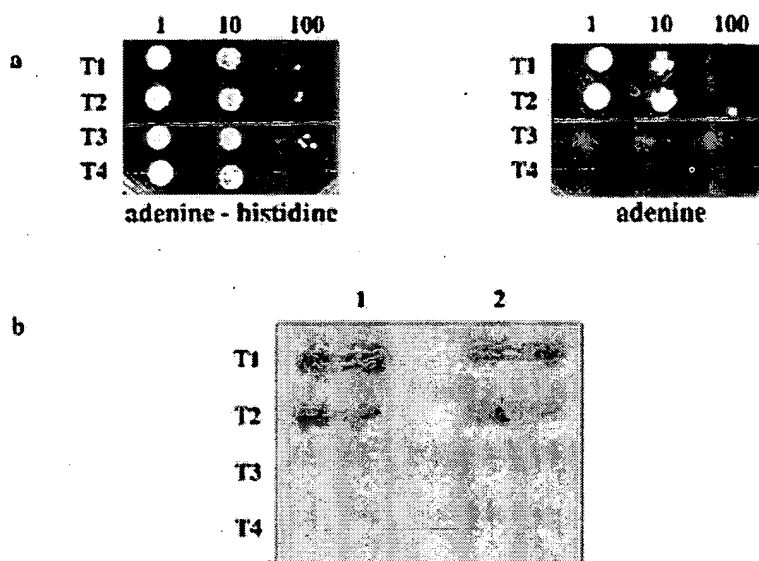 1 10 100
a
T1
T2
T3
T4
adenine - histidine
1 10 100
T1
T2
T3
T4
adenine
b
1 2
T1
T2
T3
T4